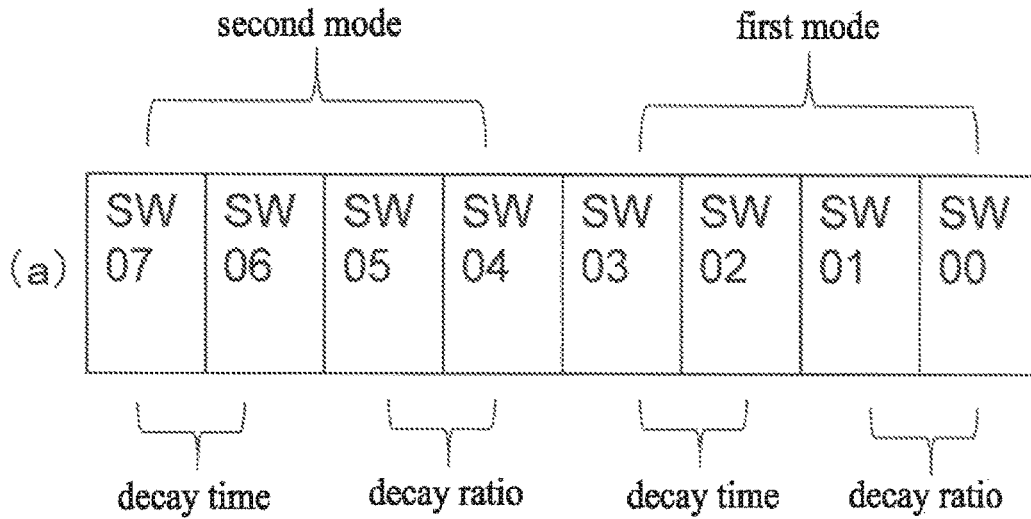 second mode first mode
SW SW SW SW SW SW SW SW
(a) 07 06 05 04 03 02 01 00
decay time decay ratio decay time decay ratio